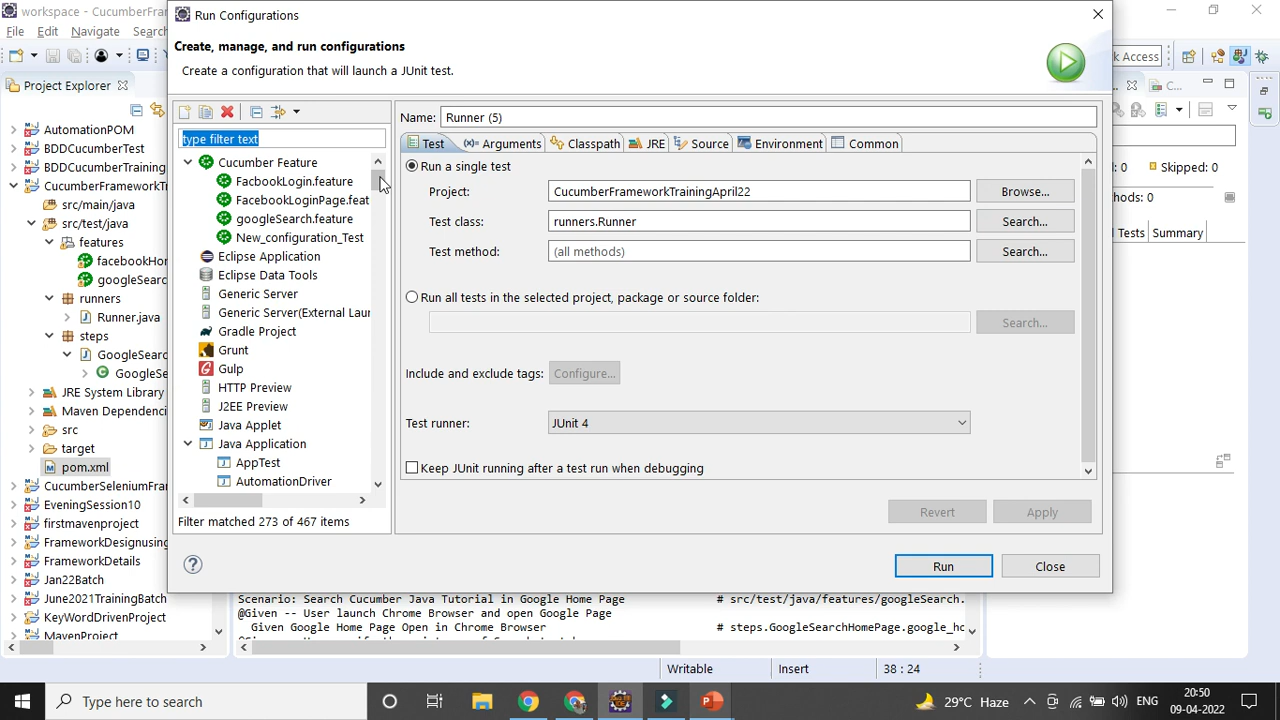 workspace - CucumberFram
File Edit Navigate Search
Project Explorer
AutomationPOM
BDDCucumberTest
BDDCucumberTraining
CucumberFrameworkTr
src/main/java
src/test/java
features
facebookHor
googleSearc
runners
Runner.java
steps
GoogleSearc
GoogleSe
JRE System Library
Maven Dependenci
src
target
pom.xml
CucumberSeleniumFran
EveningSession10
firstmavenproject
FrameworkDesignusing
FrameworkDetails
Jan22Batch
June2021TrainingBatch
KeyWordDrivenProject
MavenProject
Run Configurations
Create, manage, and run configurations
Create a configuration that will launch a JUnit test.
type filter text
Cucumber Feature
FacbookLogin.feature
FacebookLoginPage.feat
googleSearch.feature
New_configuration_Test
Eclipse Application
Eclipse Data Tools
Generic Server
Generic Server(External Laur
Gradle Project
Grunt
Gulp
HTTP Preview
J2EE Preview
Java Applet
Java Application
AppTest
AutomationDriver
Filter matched 273 of 467 items
Name: Runner (5)
Test Arguments Classpath JRE Source Environment Common
Run a single test
Project: CucumberFrameworkTrainingApril22 Browse...
Test class: runners.Runner Search...
Test method: (all methods) Search...
Run all tests in the selected project, package or source folder:
Search...
Include and exclude tags: Configure...
Test runner: JUnit 4
Keep JUnit running after a test run when debugging
Revert Apply
Run Close
Access
C...
Skipped: 0
hods: 0
Tests Summary
Scenario: Search Cucumber Java Tutorial in Google Home Page # src/test/java/features/googleSearch.
@Given -- User launch Chrome Browser and open Google Page
Given Google Home Page Open in Chrome Browser # steps.GoogleSearchHomePage.google_hc
Writable Insert 38 : 24
Type here to search
29°C Haze
ENG
20:50
09-04-2022